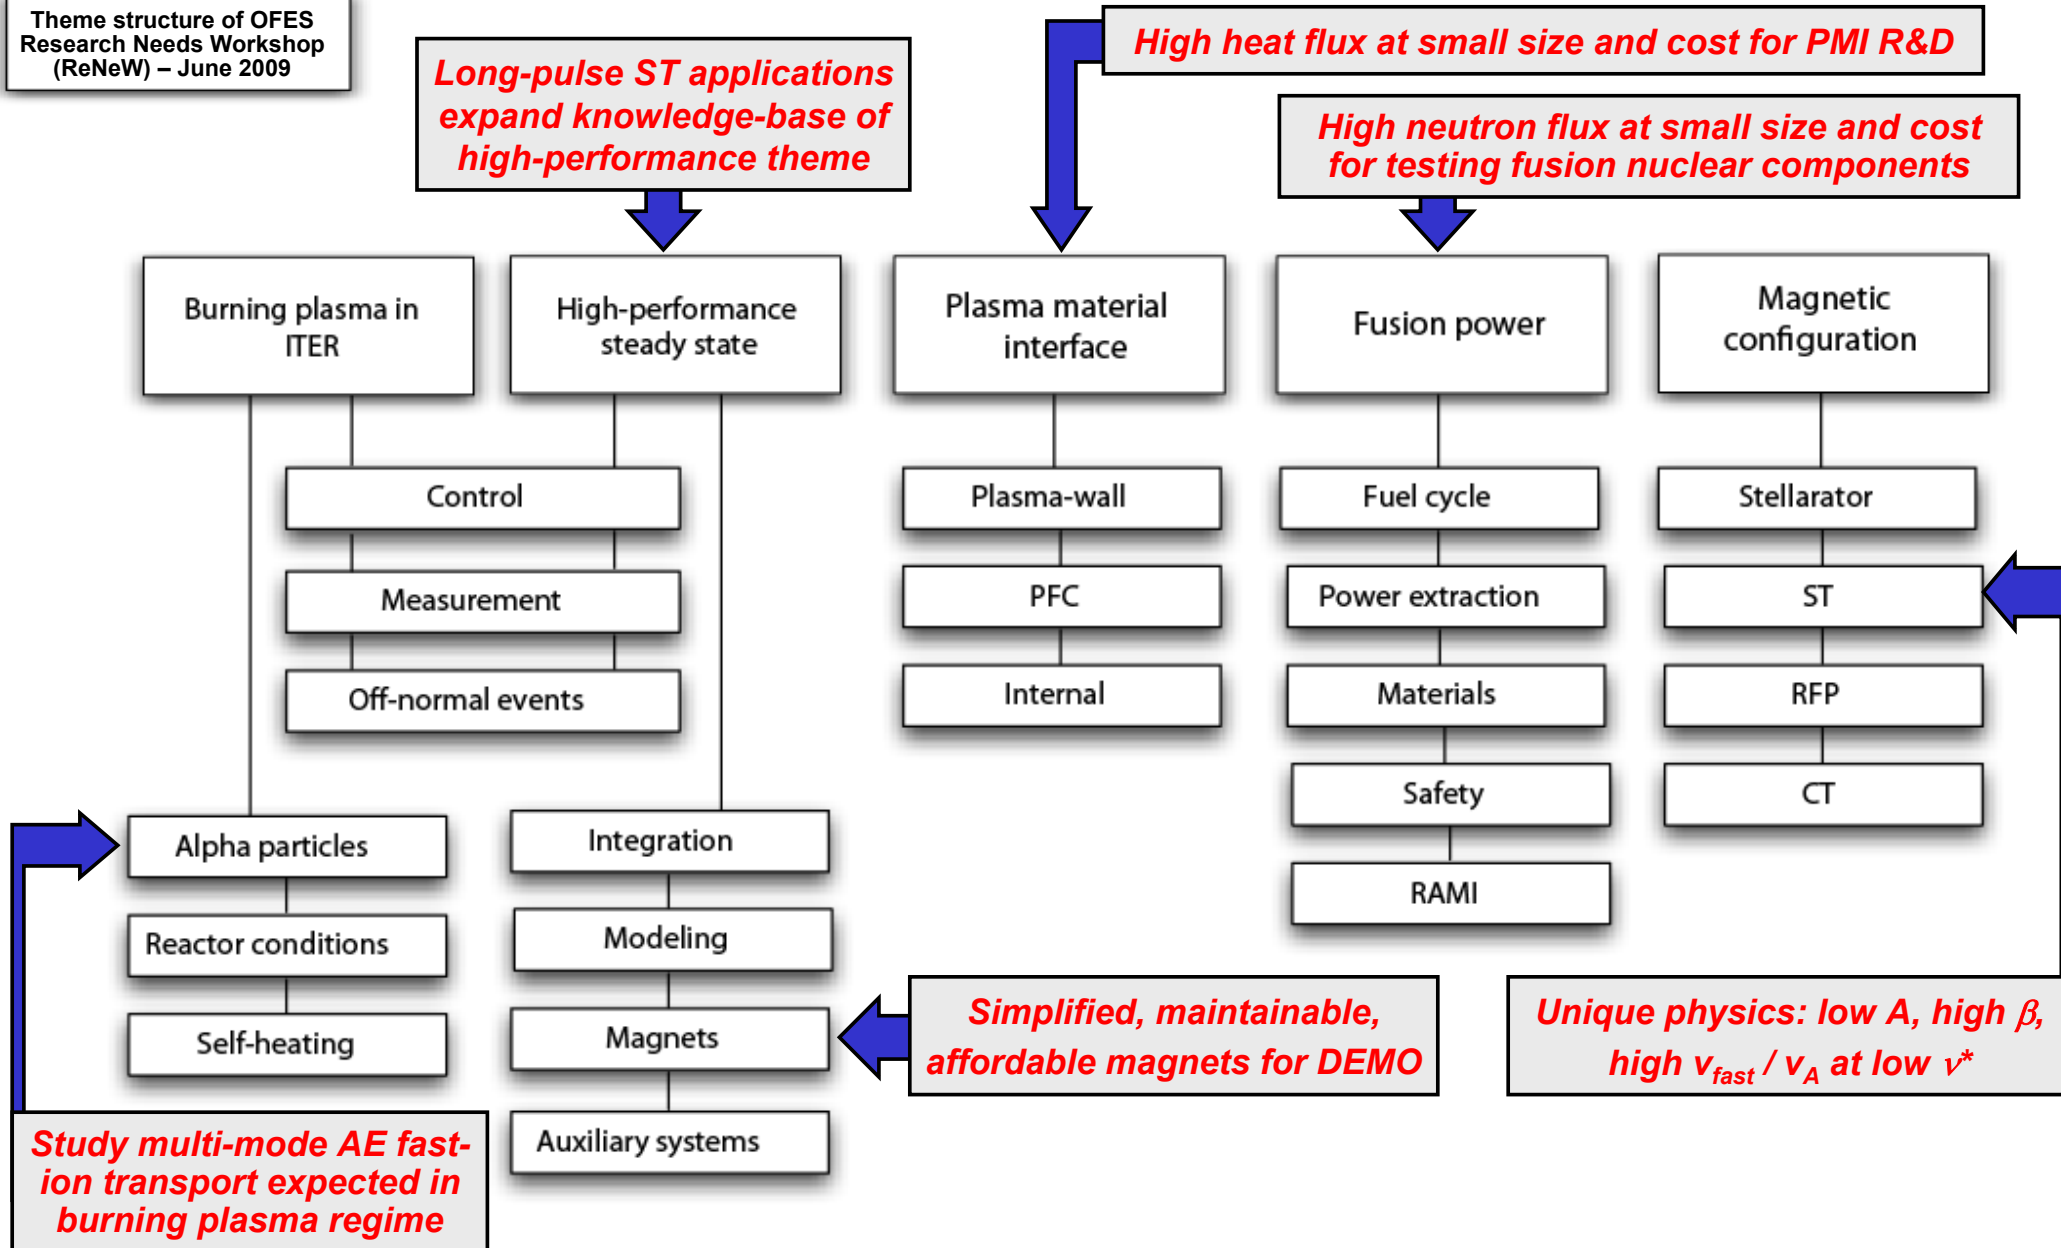 Theme structure of OFES
Research Needs Workshop
(ReNeW) – June 2009
Long-pulse ST applications
expand knowledge-base of
high-performance theme
High heat flux at small size and cost for PMI R&D
High neutron flux at small size and cost
for testing fusion nuclear components
Burning plasma in
ITER
High-performance
steady state
Plasma material
interface
Fusion power
Magnetic
configuration
Control
Measurement
Off-normal events
Plasma-wall
PFC
Internal
Fuel cycle
Power extraction
Materials
Safety
RAMI
Stellarator
ST
RFP
CT
Alpha particles
Reactor conditions
Self-heating
Integration
Modeling
Magnets
Auxiliary systems
Simplified, maintainable,
affordable magnets for DEMO
Unique physics: low A, high β,
high v_fast / v_A at low ν*
Study multi-mode AE fast-
ion transport expected in
burning plasma regime